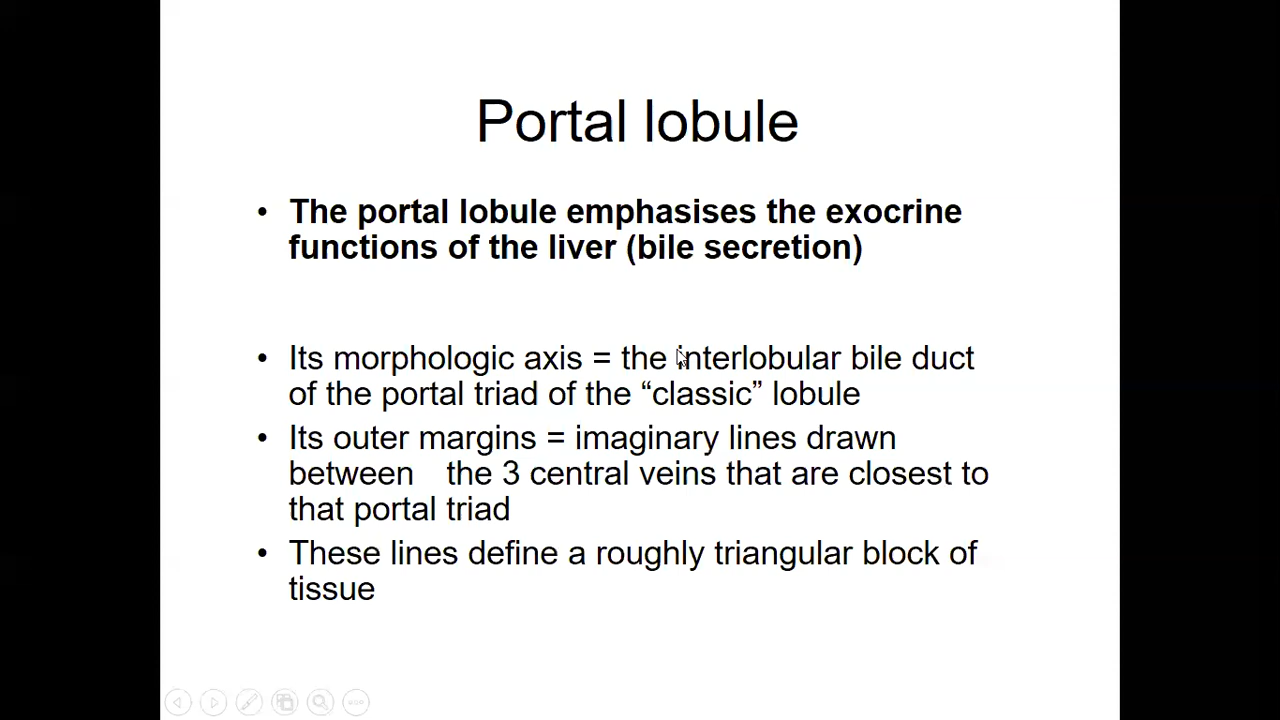 Portal lobule
• The portal lobule emphasises the exocrine
functions of the liver (bile secretion)
• Its morphologic axis = the interlobular bile duct
of the portal triad of the “classic” lobule
• Its outer margins = imaginary lines drawn
between    the 3 central veins that are closest to
that portal triad
• These lines define a roughly triangular block of
tissue